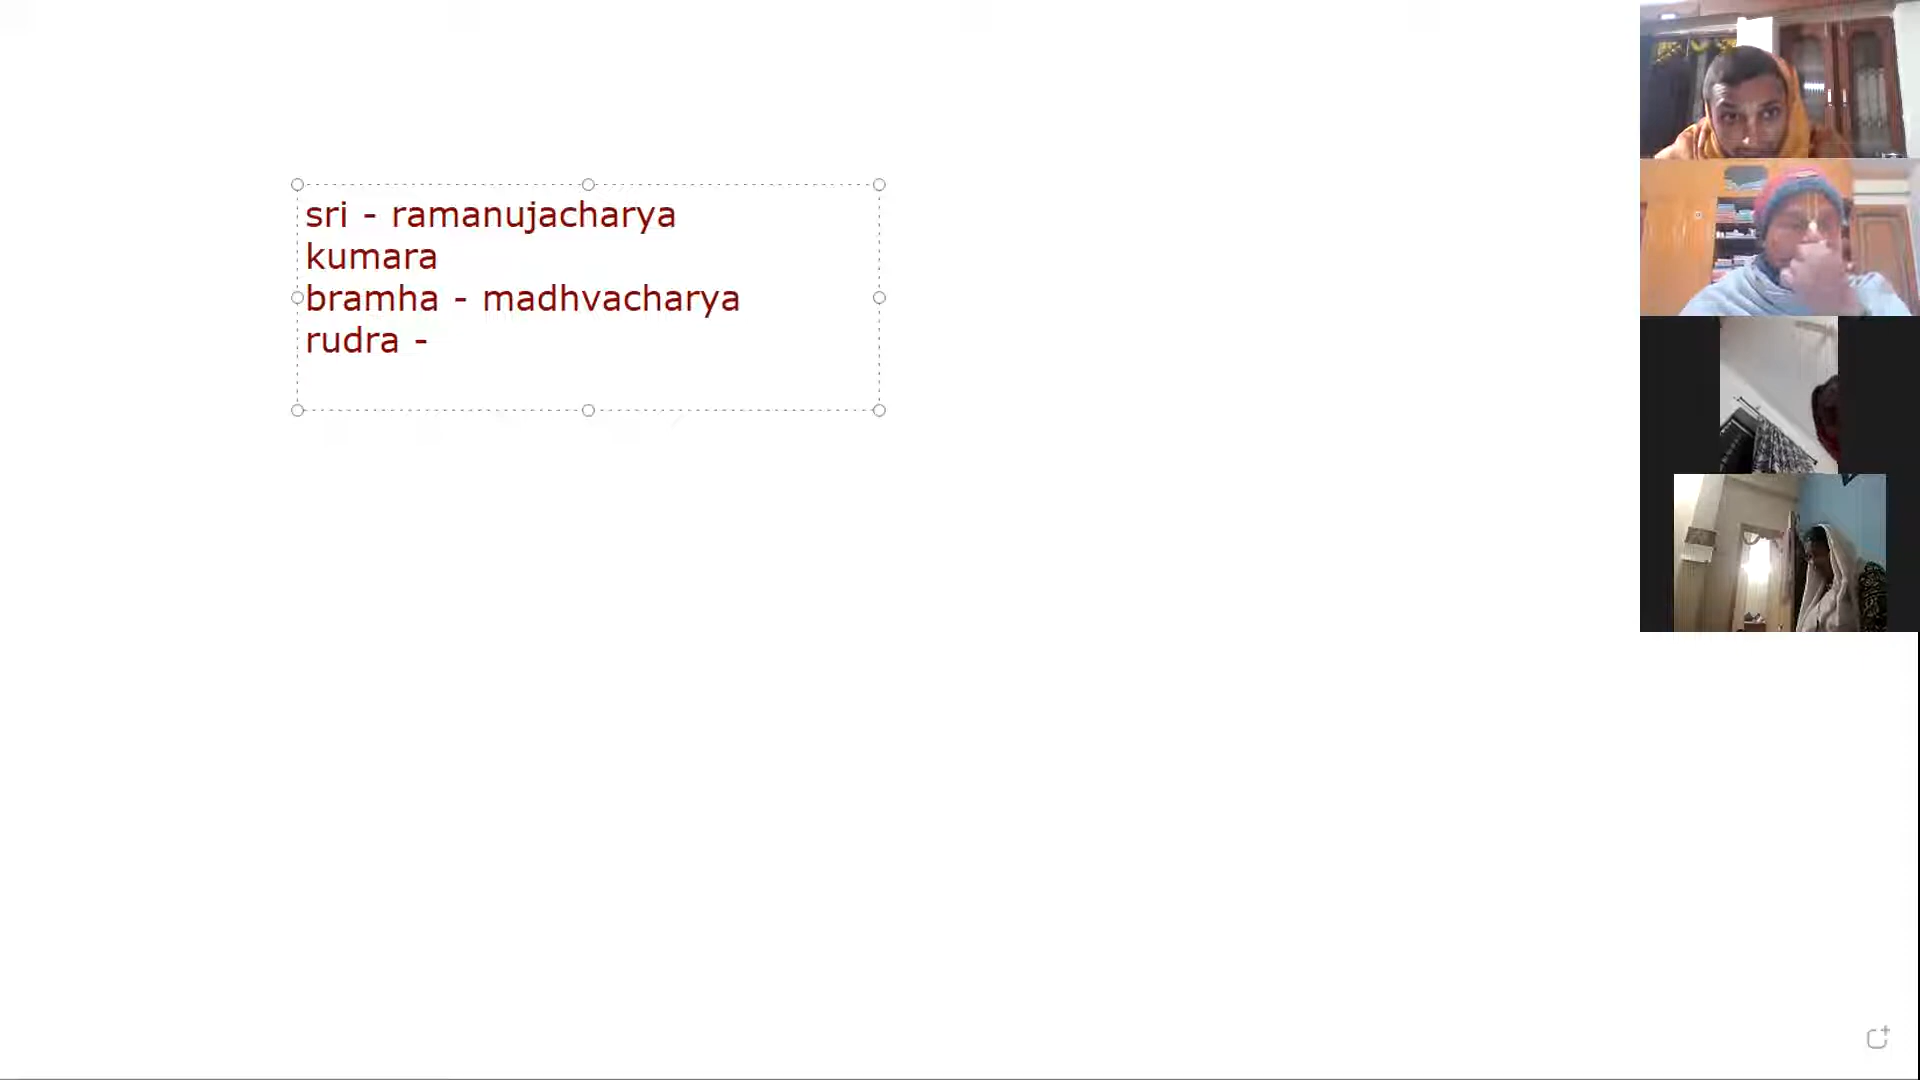 sri - ramanujacharya
kumara
bramha - madhvacharya
rudra -